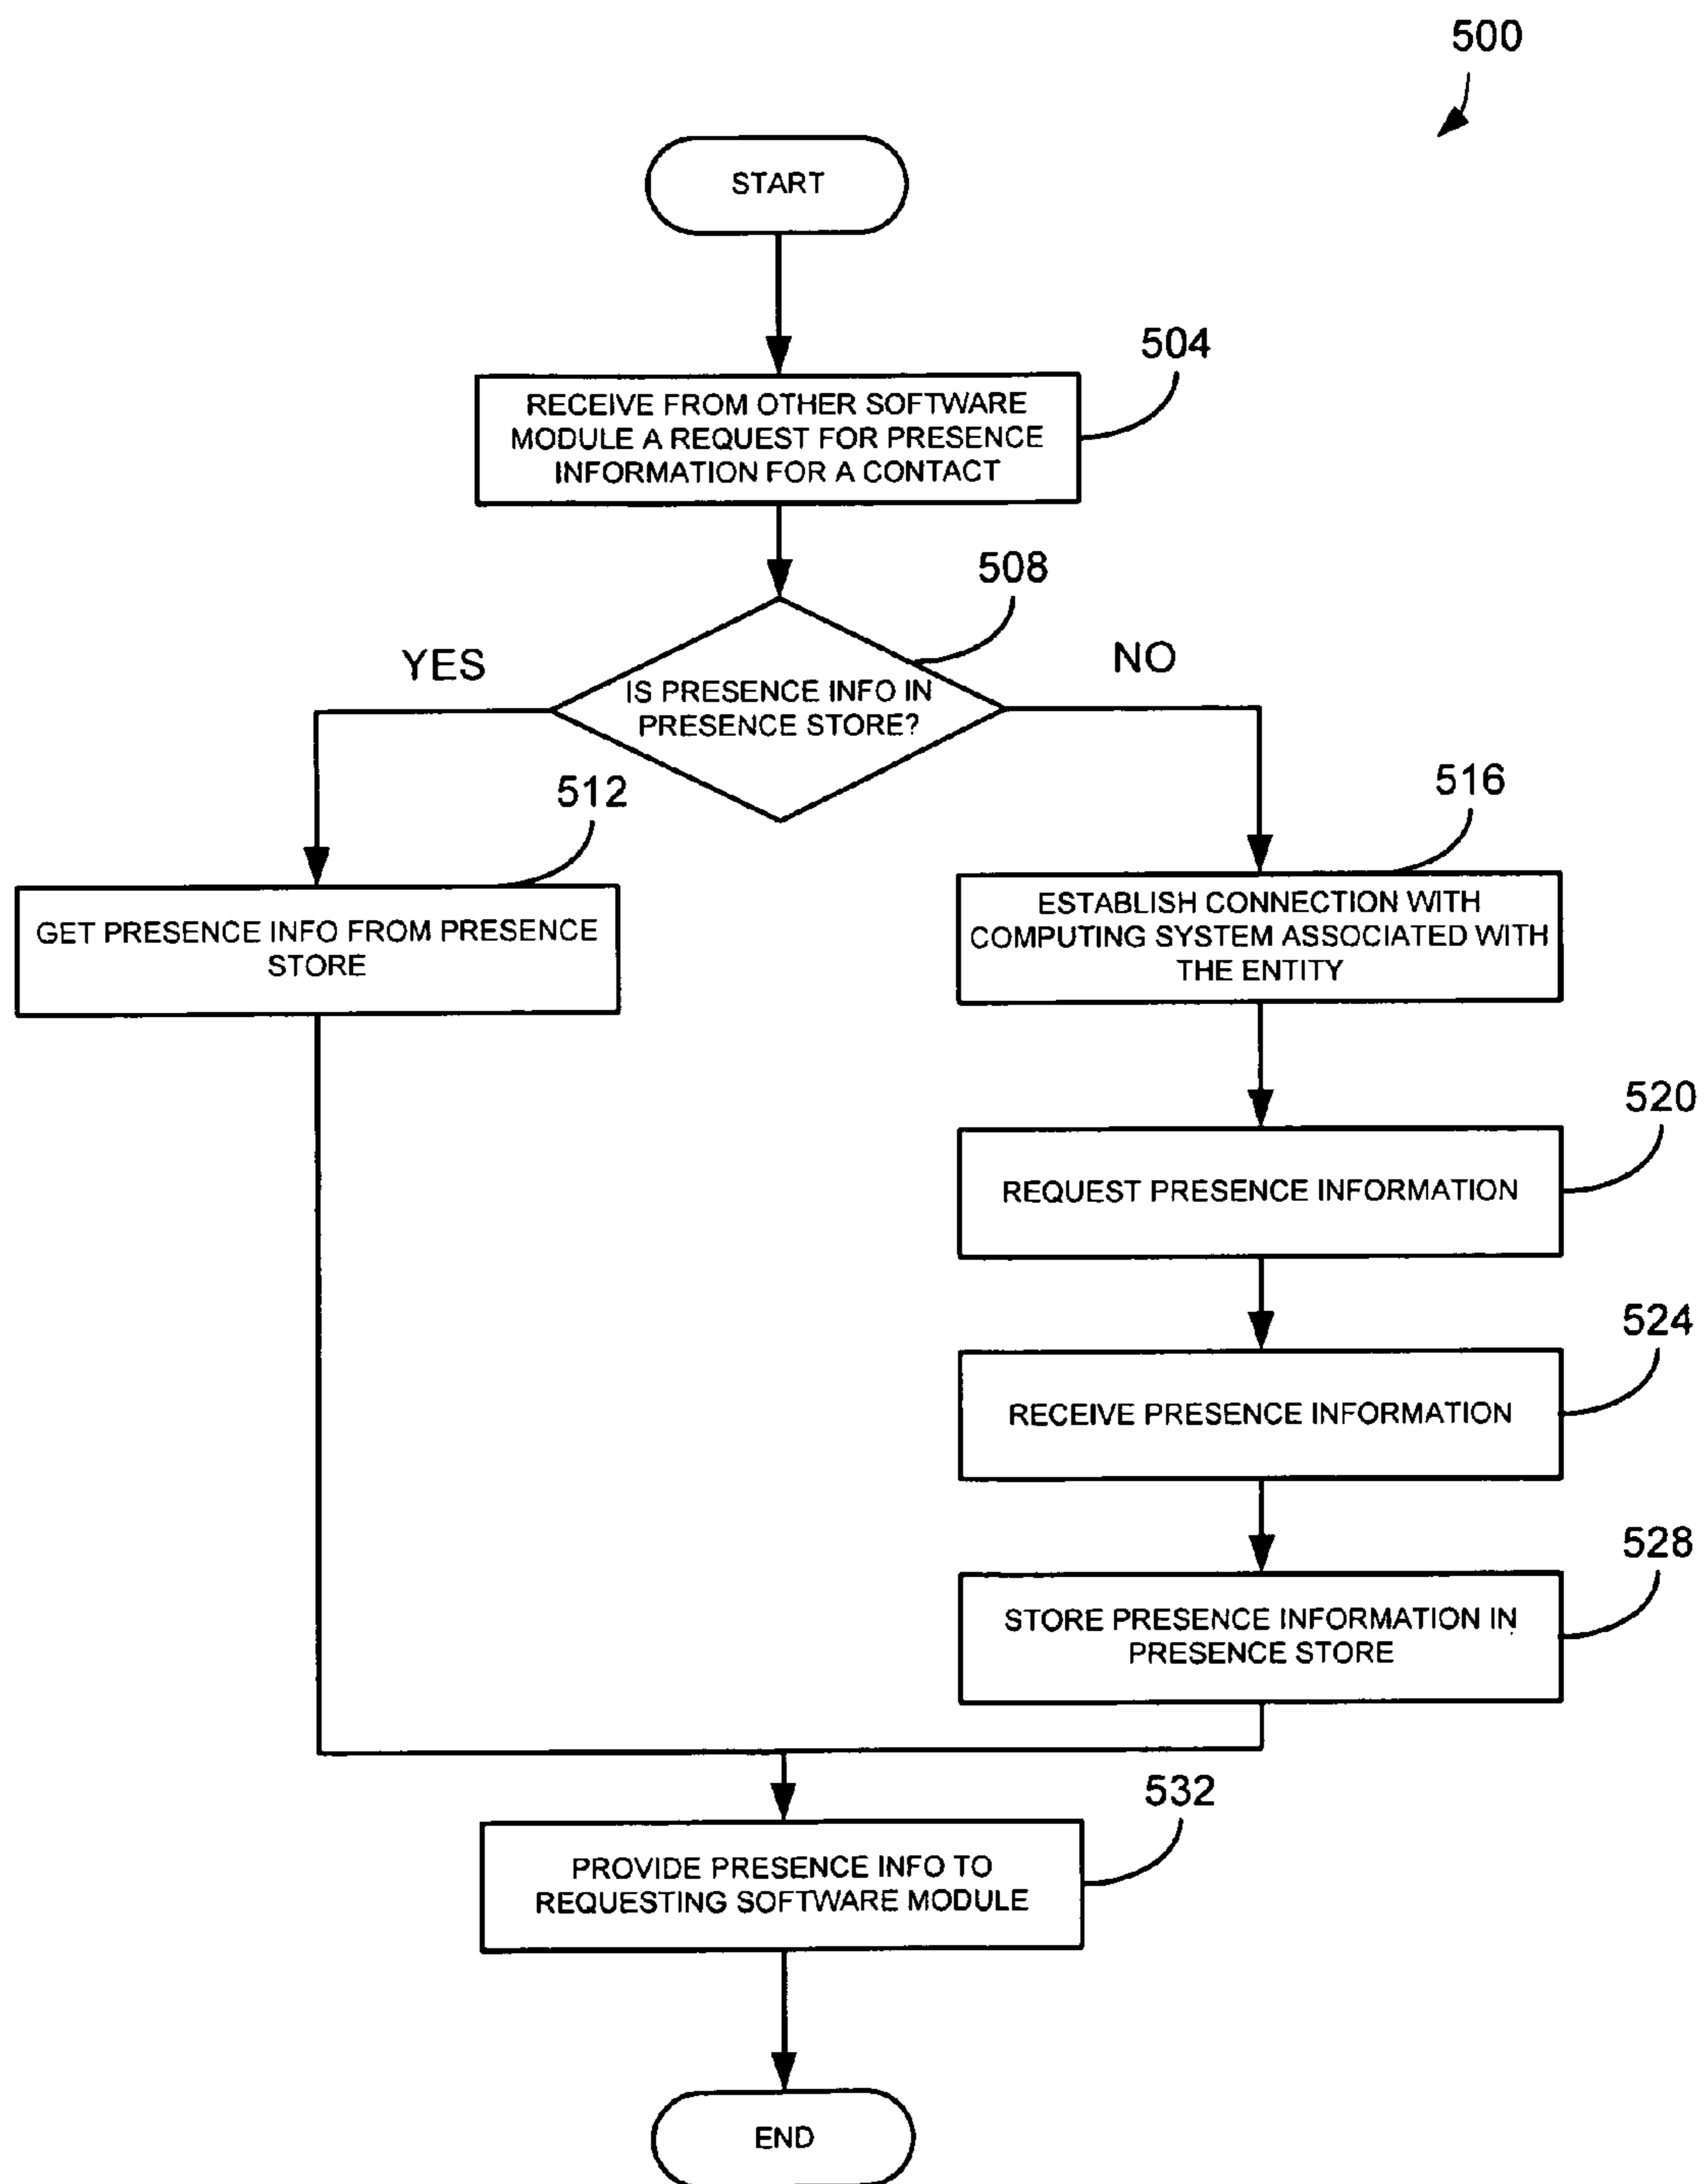 500
START
504
RECEIVE FROM OTHER SOFTWARE
MODULE A REQUEST FOR PRESENCE
INFORMATION FOR A CONTACT
508
YES
NO
IS PRESENCE INFO IN
PRESENCE STORE?
512
516
GET PRESENCE INFO FROM PRESENCE
STORE
ESTABLISH CONNECTION WITH
COMPUTING SYSTEM ASSOCIATED WITH
THE ENTITY
520
REQUEST PRESENCE INFORMATION
524
RECEIVE PRESENCE INFORMATION
528
STORE PRESENCE INFORMATION IN
PRESENCE STORE
532
PROVIDE PRESENCE INFO TO
REQUESTING SOFTWARE MODULE
END